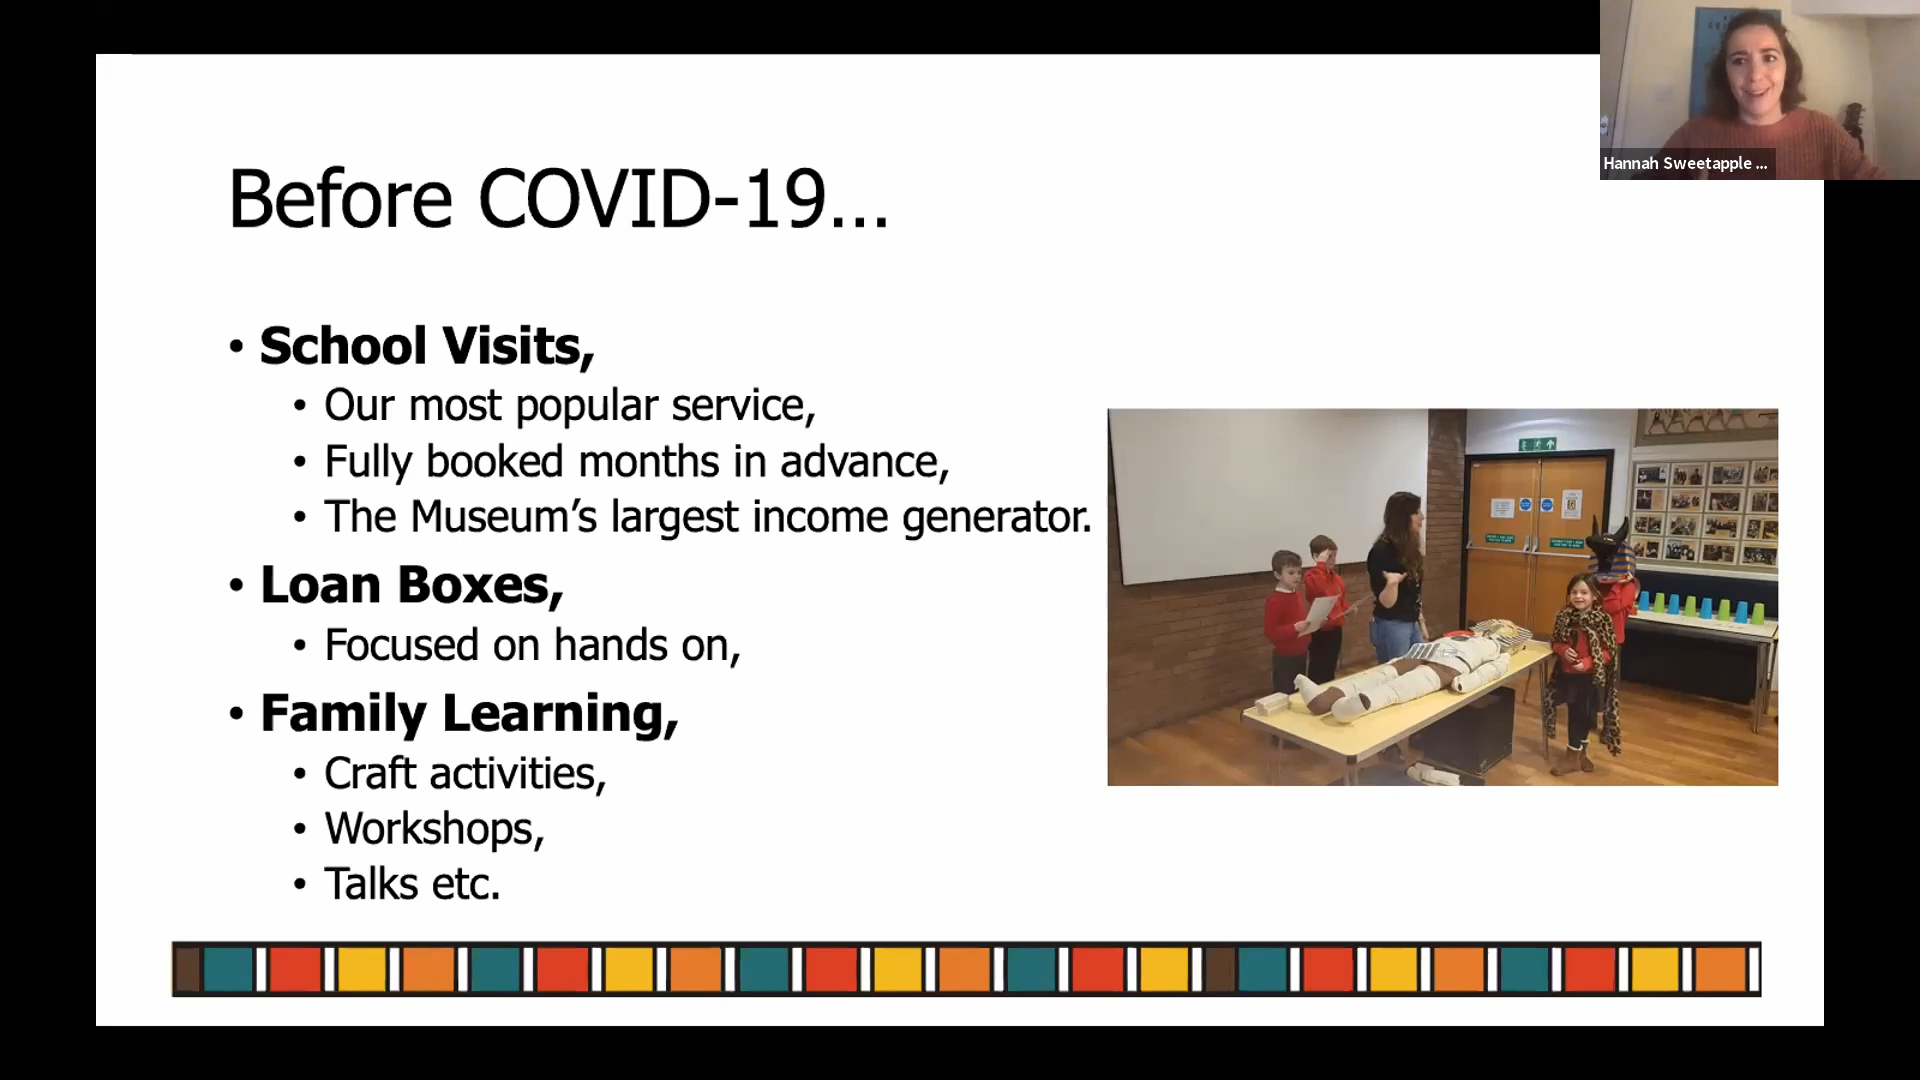 Hannah Sweetapple ...
Before COVID-19...
• School Visits,
• Our most popular service,
• Fully booked months in advance,
• The Museum’s largest income generator.
• Loan Boxes,
• Focused on hands on,
• Family Learning,
• Craft activities,
• Workshops,
• Talks etc.